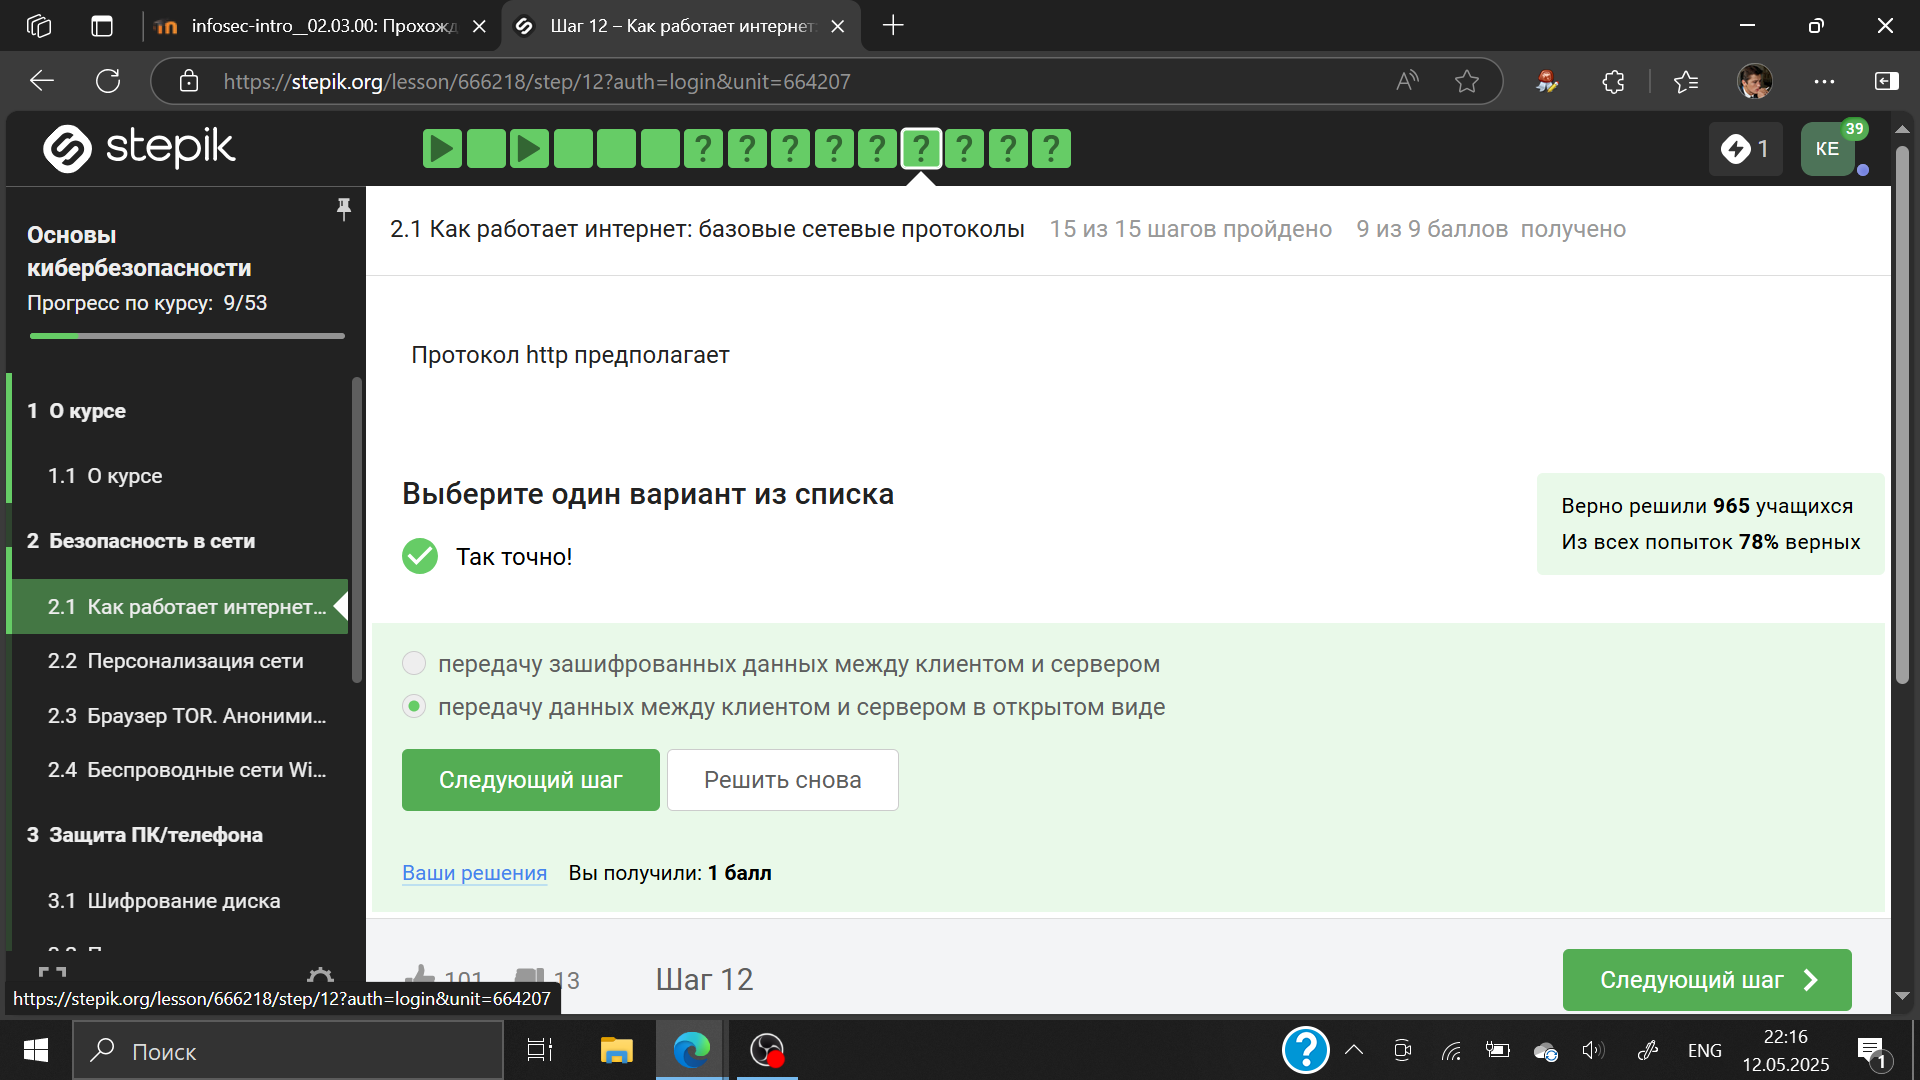 infosec-intro__02.03.00: Прохожд
Шаг 12 – Как работает интернет:
https://stepik.org/lesson/666218/step/12?auth=login&unit=664207
stepik
? ? ? ? ? ? ? ? ?
1
КЕ
39
Основы
кибербезопасности
Прогресс по курсу: 9/53
1 О курсе
1.1 О курсе
2 Безопасность в сети
2.1 Как работает интернет...
2.2 Персонализация сети
2.3 Браузер TOR. Аноними...
2.4 Беспроводные сети Wi...
3 Защита ПК/телефона
3.1 Шифрование диска
2.1 Как работает интернет: базовые сетевые протоколы 15 из 15 шагов пройдено 9 из 9 баллов получено
Протокол http предполагает
Выберите один вариант из списка
Так точно!
Верно решили 965 учащихся
Из всех попыток 78% верных
передачу зашифрованных данных между клиентом и сервером
передачу данных между клиентом и сервером в открытом виде
Следующий шаг
Решить снова
Ваши решения Вы получили: 1 балл
101 13 Шаг 12
Следующий шаг
https://stepik.org/lesson/666218/step/12?auth=login&unit=664207
Поиск
?
ENG
22:16
12.05.2025
1